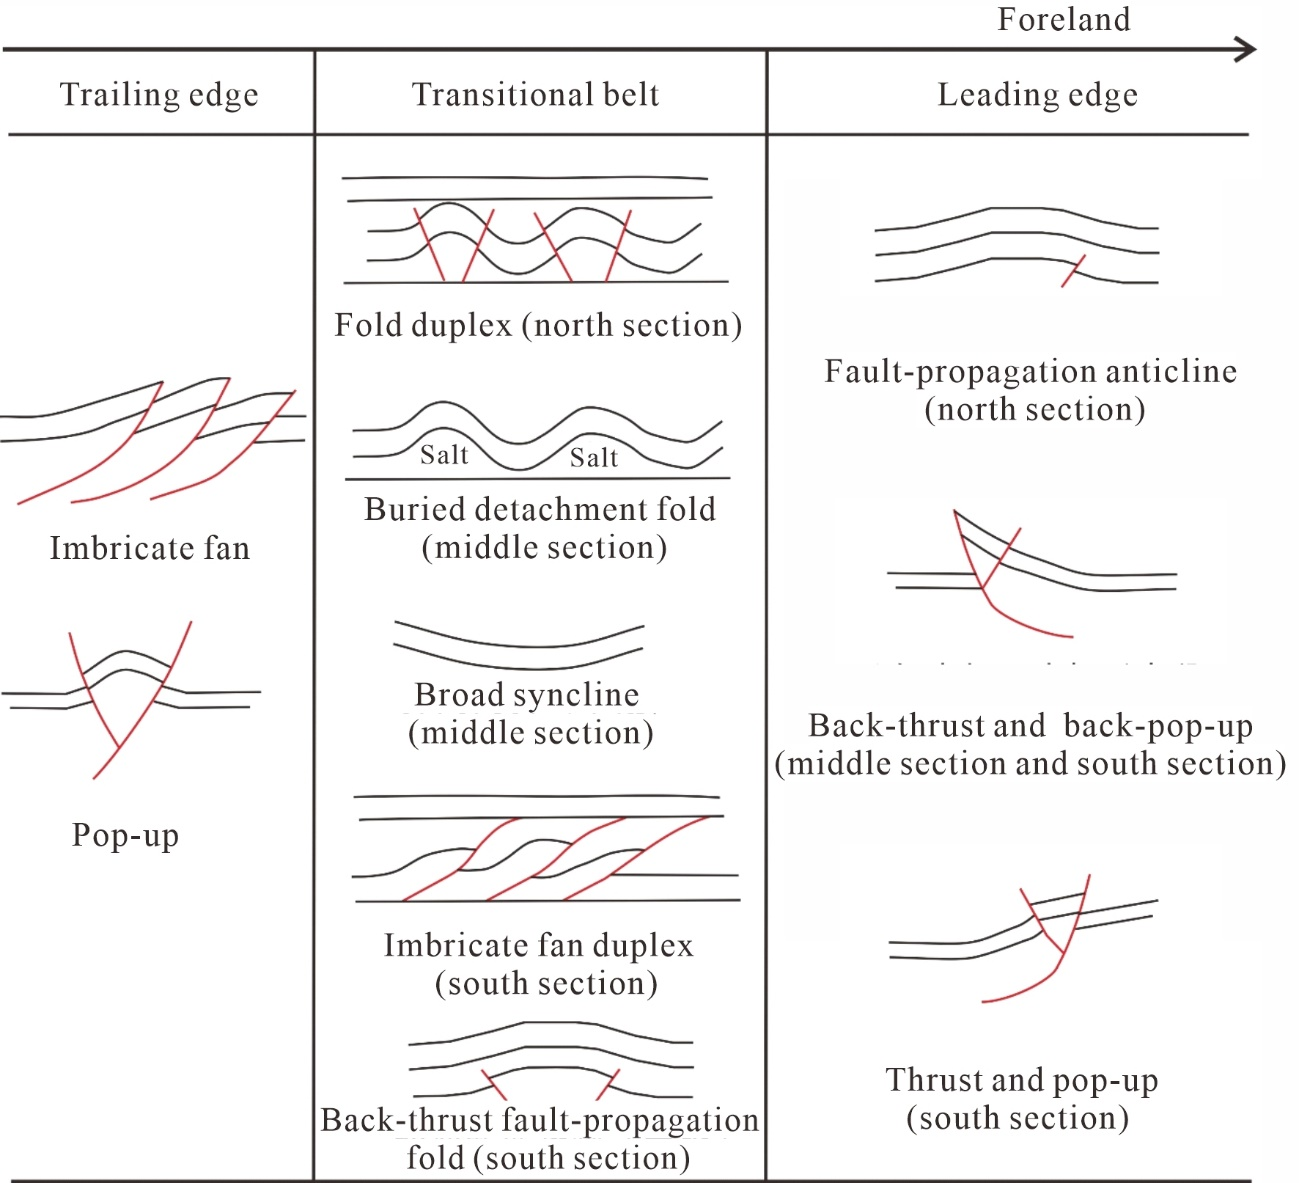 Foreland
Trailing edge
Transitional belt
Leading edge
Imbricate fan
Pop-up
Fold duplex (north section)
Salt
Salt
Buried detachment fold
(middle section)
Broad syncline
(middle section)
Imbricate fan duplex
(south section)
Back-thrust fault-propagation
fold (south section)
Fault-propagation anticline
(north section)
Back-thrust and back-pop-up
(middle section and south section)
Thrust and pop-up
(south section)